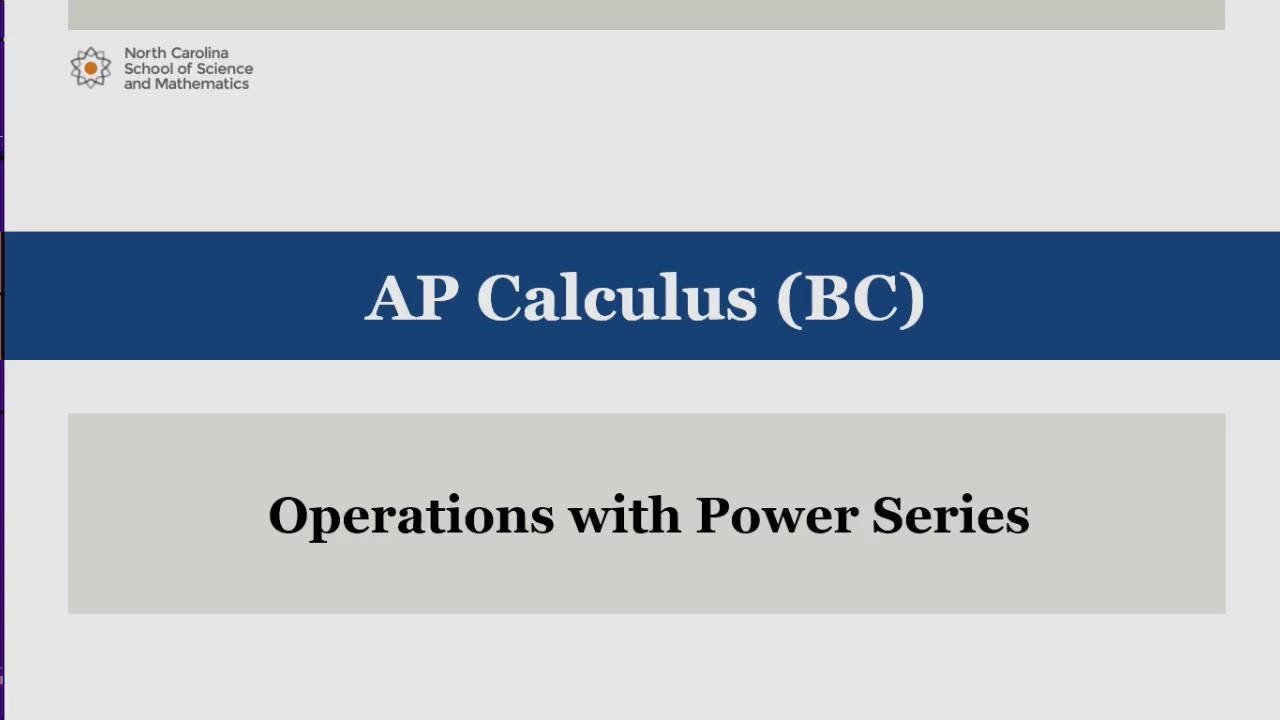 North Carolina
School of Science
and Mathematics
AP Calculus (BC)
Operations with Power Series